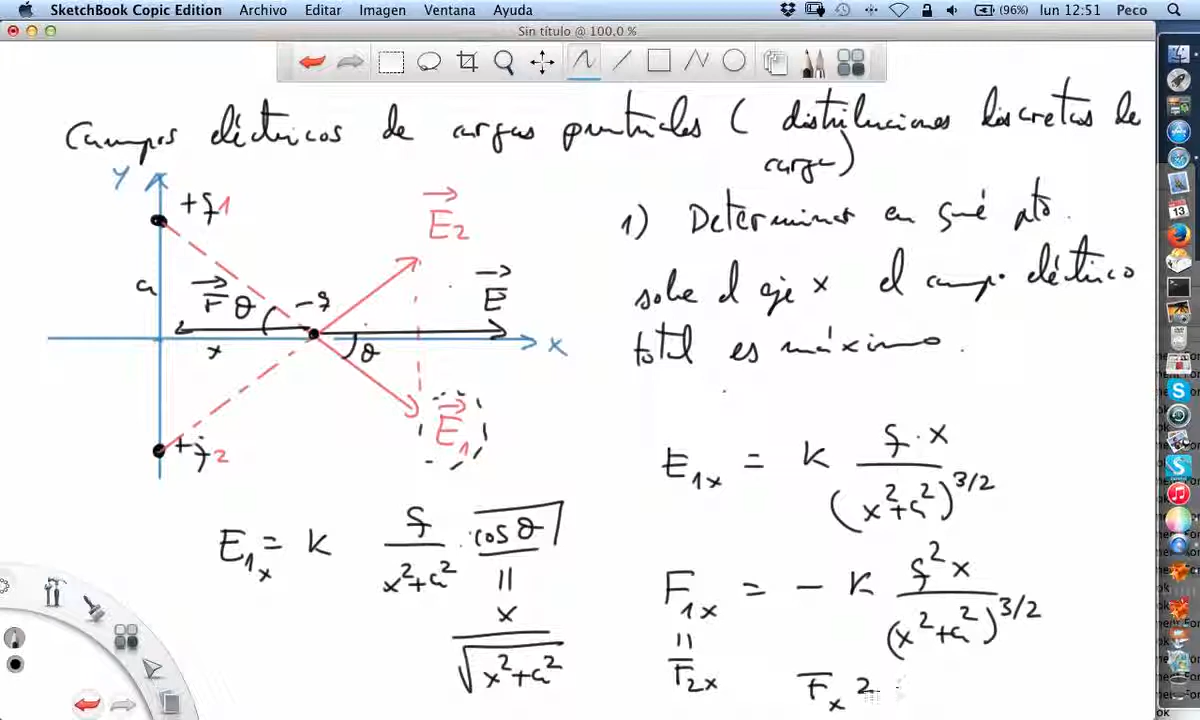 SketchBook Copic Edition Archivo Editar Imagen Ventana Ayuda (96%) lun 12:51 Peco
Sin título @ 100,0 %
Campos eléctricos de cargas puntuales ( distribuciones discretas de
carga)
Y
+q1
a
F θ
-q
E2
E
x
θ
X
E1
+q2
1) Determinar en qué pto.
sobre el eje x el campo eléctrico
total es máximo.
E1x = K q·x / (x²+a²)^3/2
E1x = K q / x²+a² · cos θ
= x / √x²+a²
F1x = - K q²x / (x²+a²)^3/2
=
F2x
Fx 2